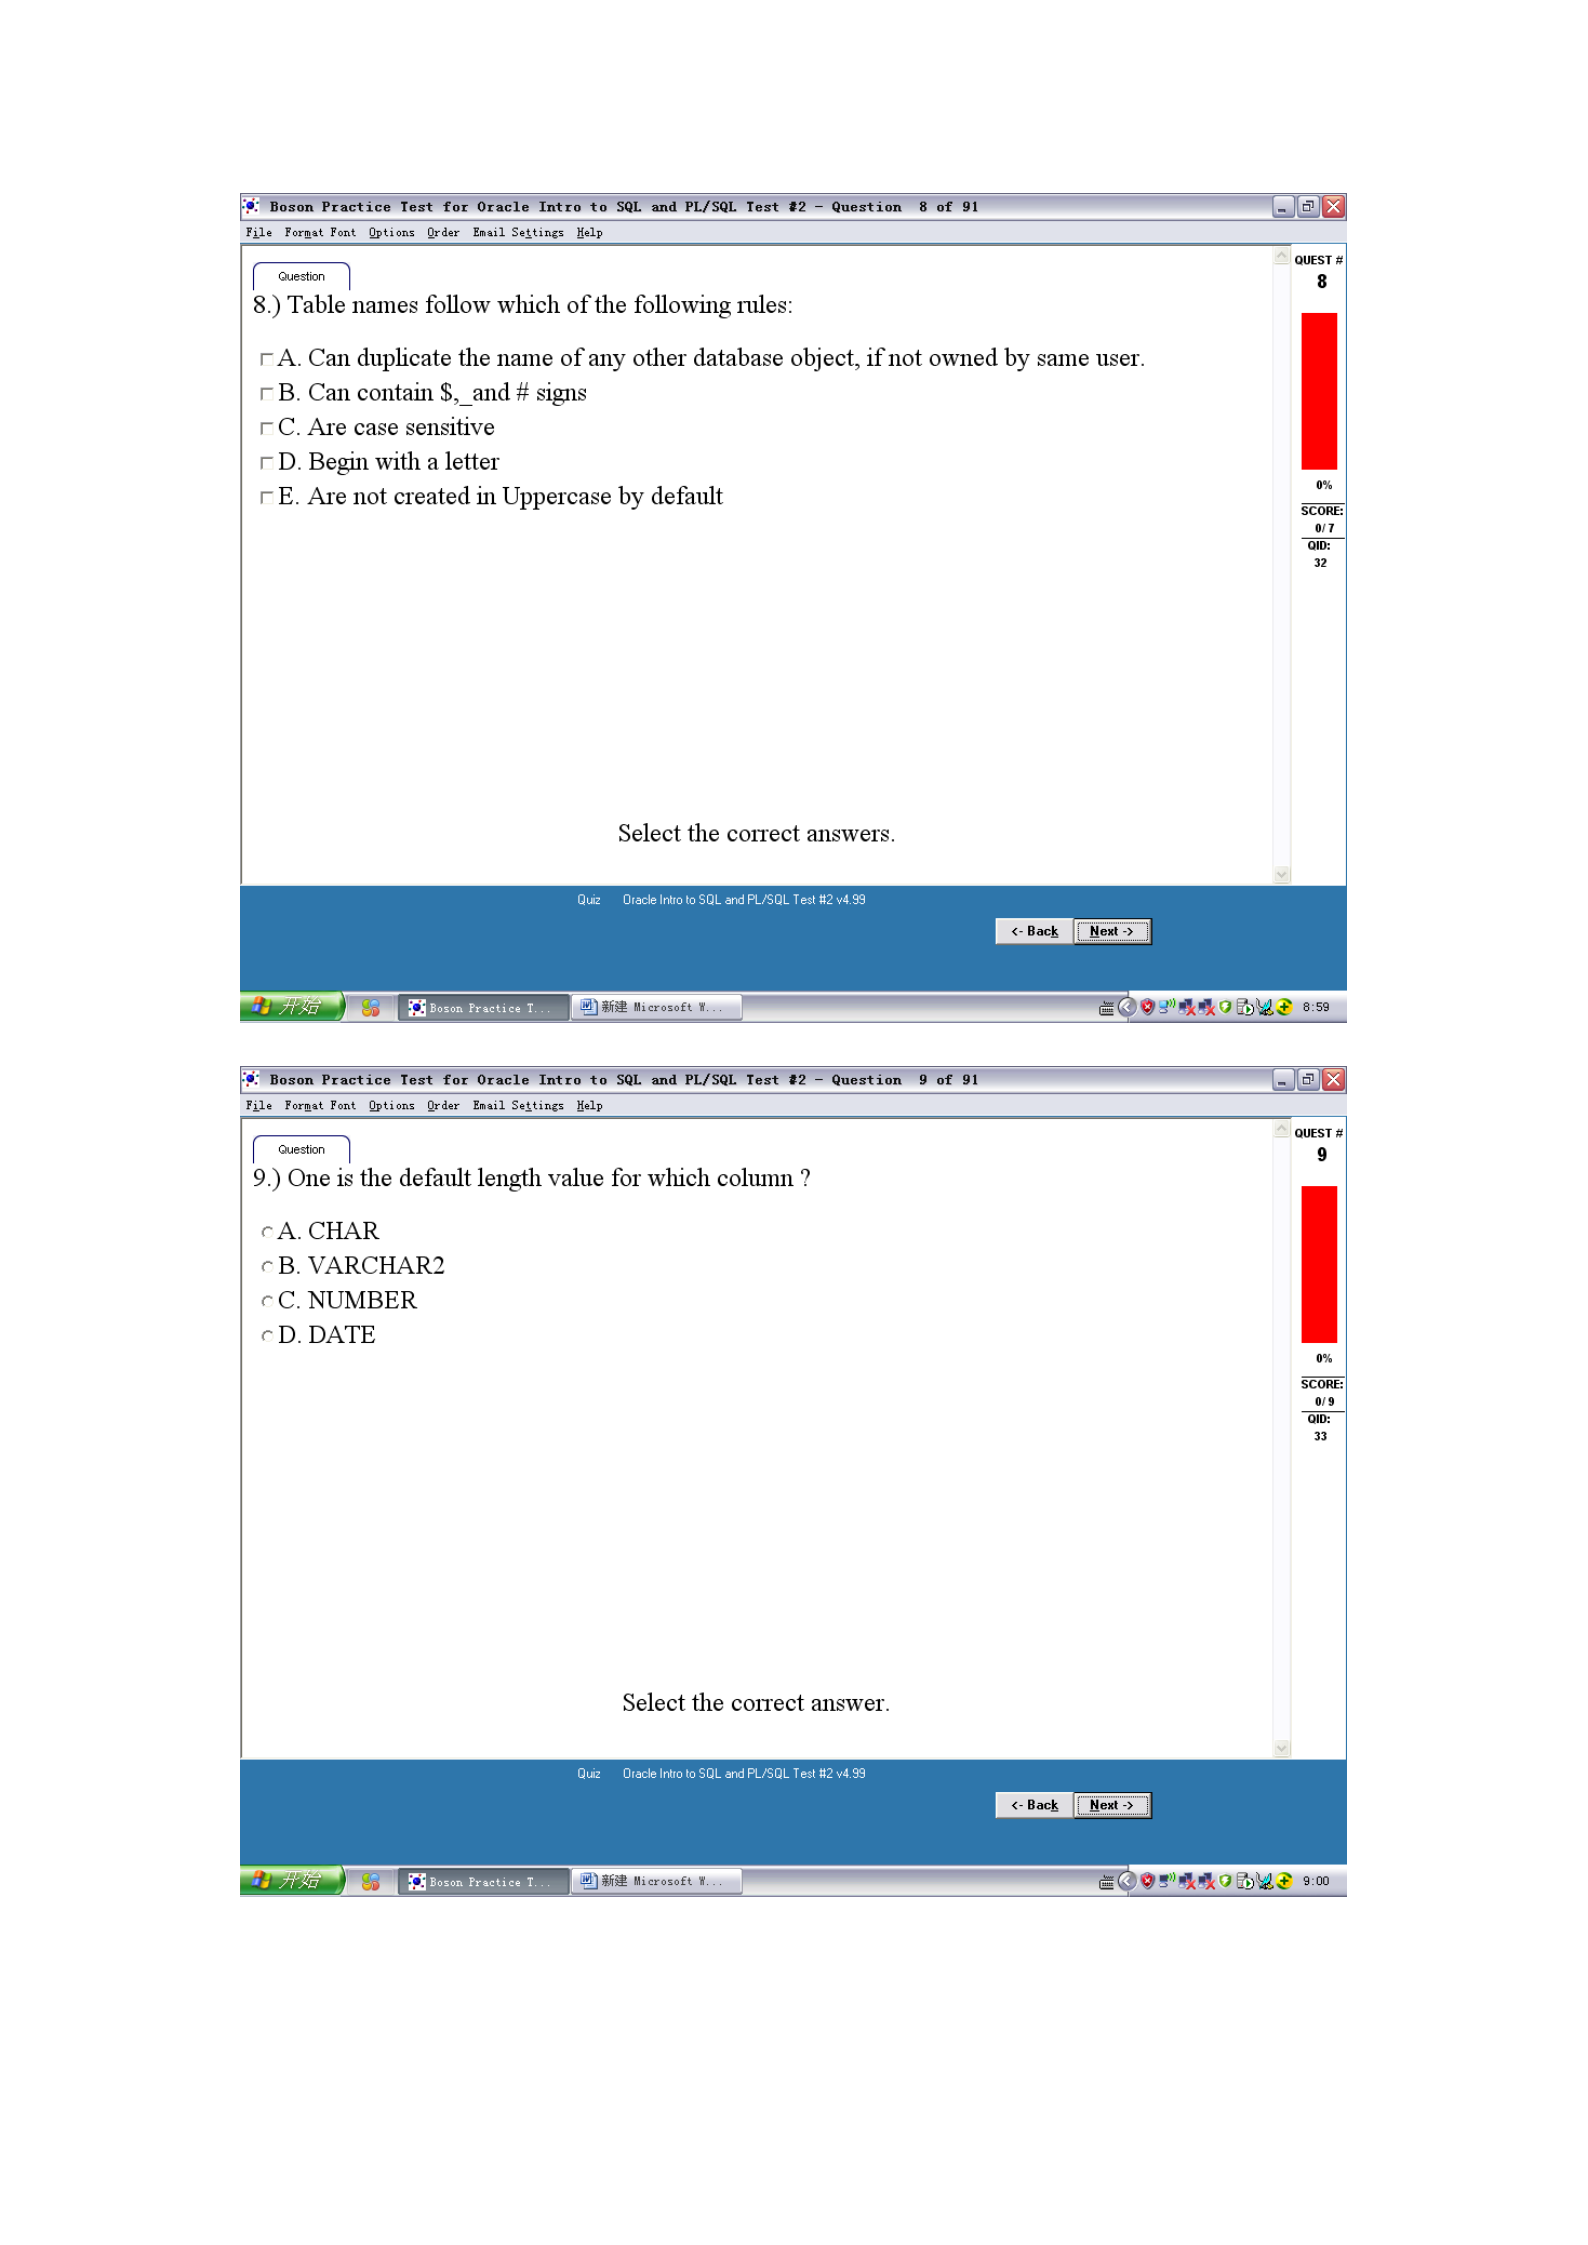 Boson Practice Test for Oracle Intro to SQL and PL/SQL Test #2 - Question 8 of 91
File Format Font Options Order Email Settings Help
Question
8.) Table names follow which of the following rules:
A. Can duplicate the name of any other database object, if not owned by same user.
B. Can contain $,_and # signs
C. Are case sensitive
D. Begin with a letter
E. Are not created in Uppercase by default
Select the correct answers.
QUEST #
8
0%
SCORE:
0/7
QID:
32
Quiz Oracle Intro to SQL and PL/SQL Test #2 v4.99
<- Back Next ->
开始 Boson Practice T... 新建 Microsoft W... 8:59
Boson Practice Test for Oracle Intro to SQL and PL/SQL Test #2 - Question 9 of 91
File Format Font Options Order Email Settings Help
Question
9.) One is the default length value for which column ?
A. CHAR
B. VARCHAR2
C. NUMBER
D. DATE
Select the correct answer.
QUEST #
9
0%
SCORE:
0/9
QID:
33
Quiz Oracle Intro to SQL and PL/SQL Test #2 v4.99
<- Back Next ->
开始 Boson Practice T... 新建 Microsoft W... 9:00